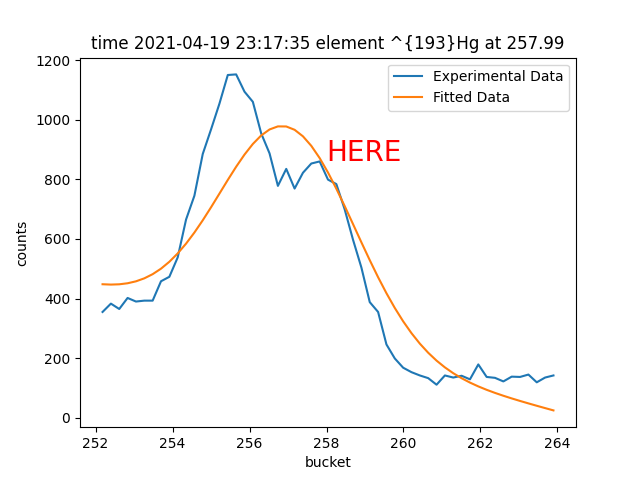 time 2021-04-19 23:17:35 element ^{193}Hg at 257.99
Experimental Data
Fitted Data
HERE
counts
1200
1000
800
600
400
200
0
252 254 256 258 260 262 264
bucket